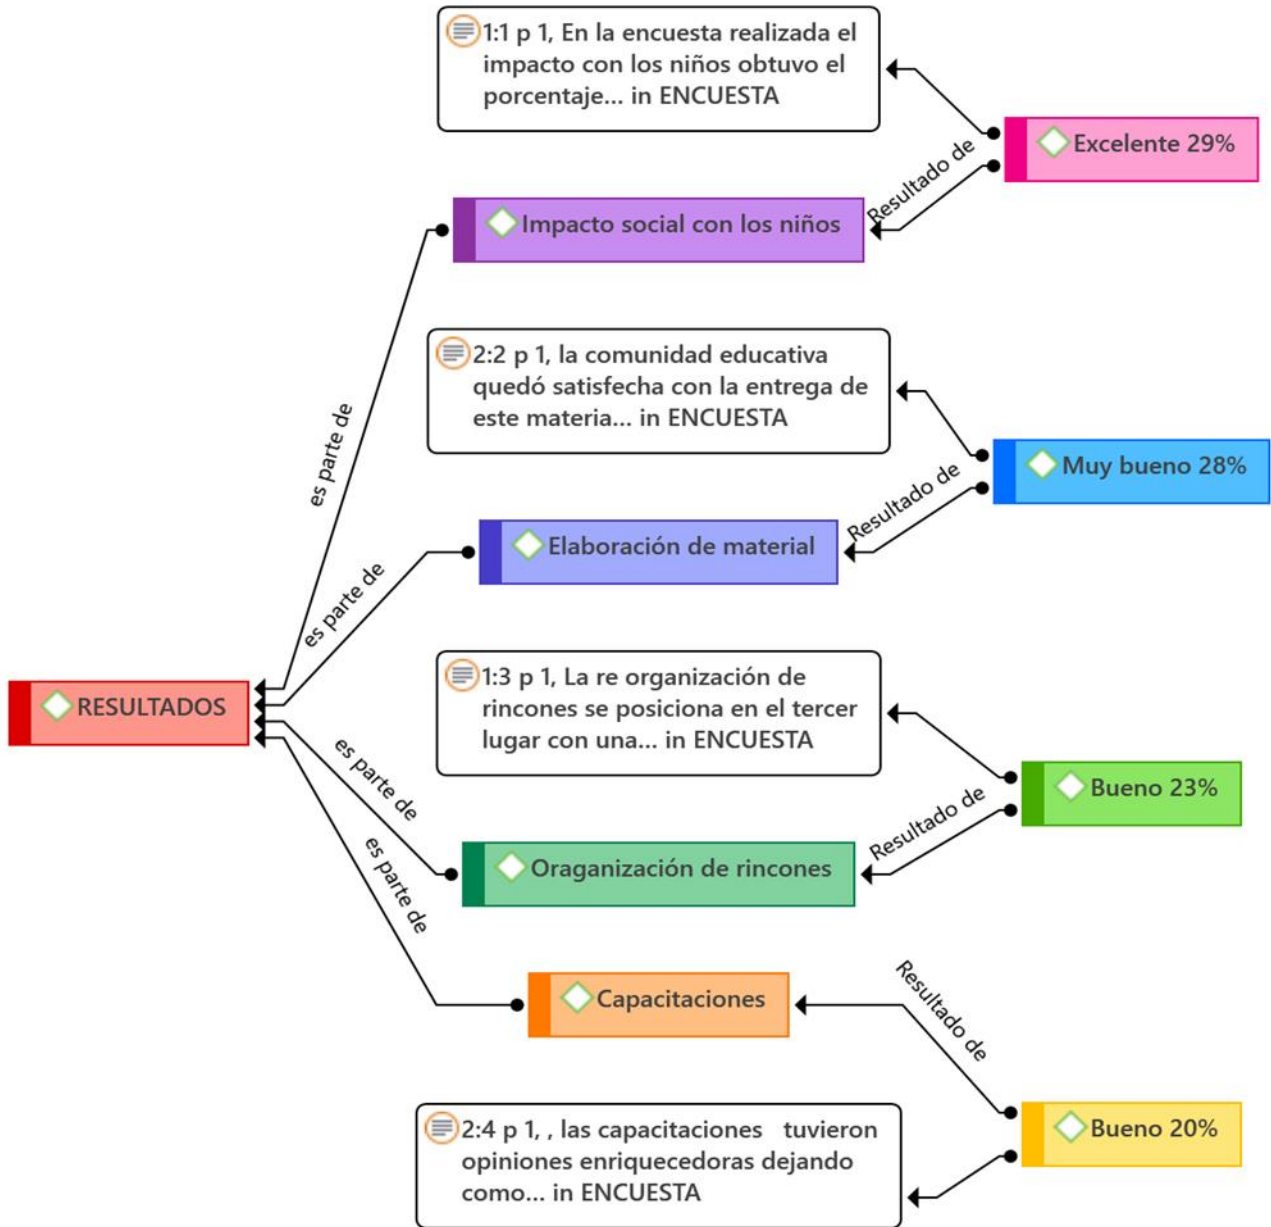 1:1 p 1, En la encuesta realizada el
impacto con los niños obtuvo el
porcentaje... in ENCUESTA
Excelente 29%
Resultado de
Impacto social con los niños
es parte de
2:2 p 1, la comunidad educativa
quedó satisfecha con la entrega de
este materia... in ENCUESTA
Muy bueno 28%
Resultado de
Elaboración de material
es parte de
RESULTADOS
1:3 p 1, La re organización de
rincones se posiciona en el tercer
lugar con una... in ENCUESTA
Bueno 23%
Resultado de
Oraganización de rincones
es parte de
es parte de
Capacitaciones
Resultado de
Bueno 20%
2:4 p 1, , las capacitaciones tuvieron
opiniones enriquecedoras dejando
como... in ENCUESTA